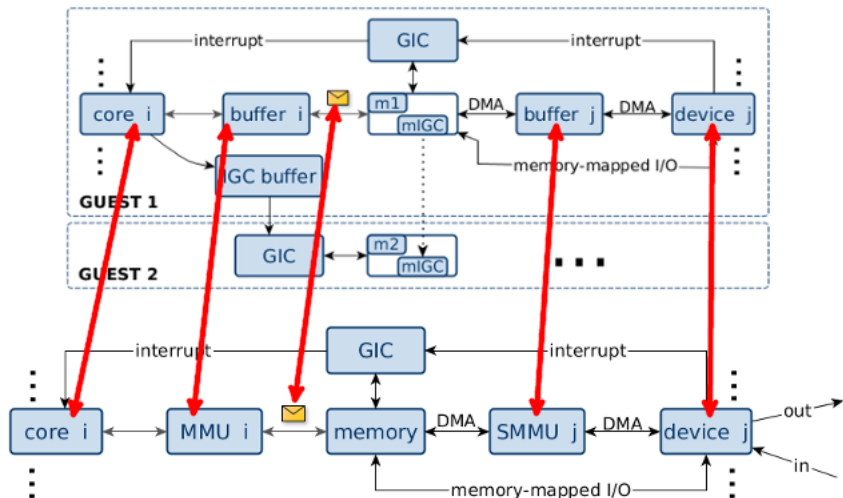 GIC
interrupt
interrupt
core i
buffer i
m1
mIGC
DMA
buffer j
DMA
device j
memory-mapped I/O
IGC buffer
GUEST 1
GIC
m2
mIGC
...
GUEST 2
GIC
interrupt
interrupt
core i
MMU i
memory
DMA
SMMU j
DMA
device j
out
in
memory-mapped I/O